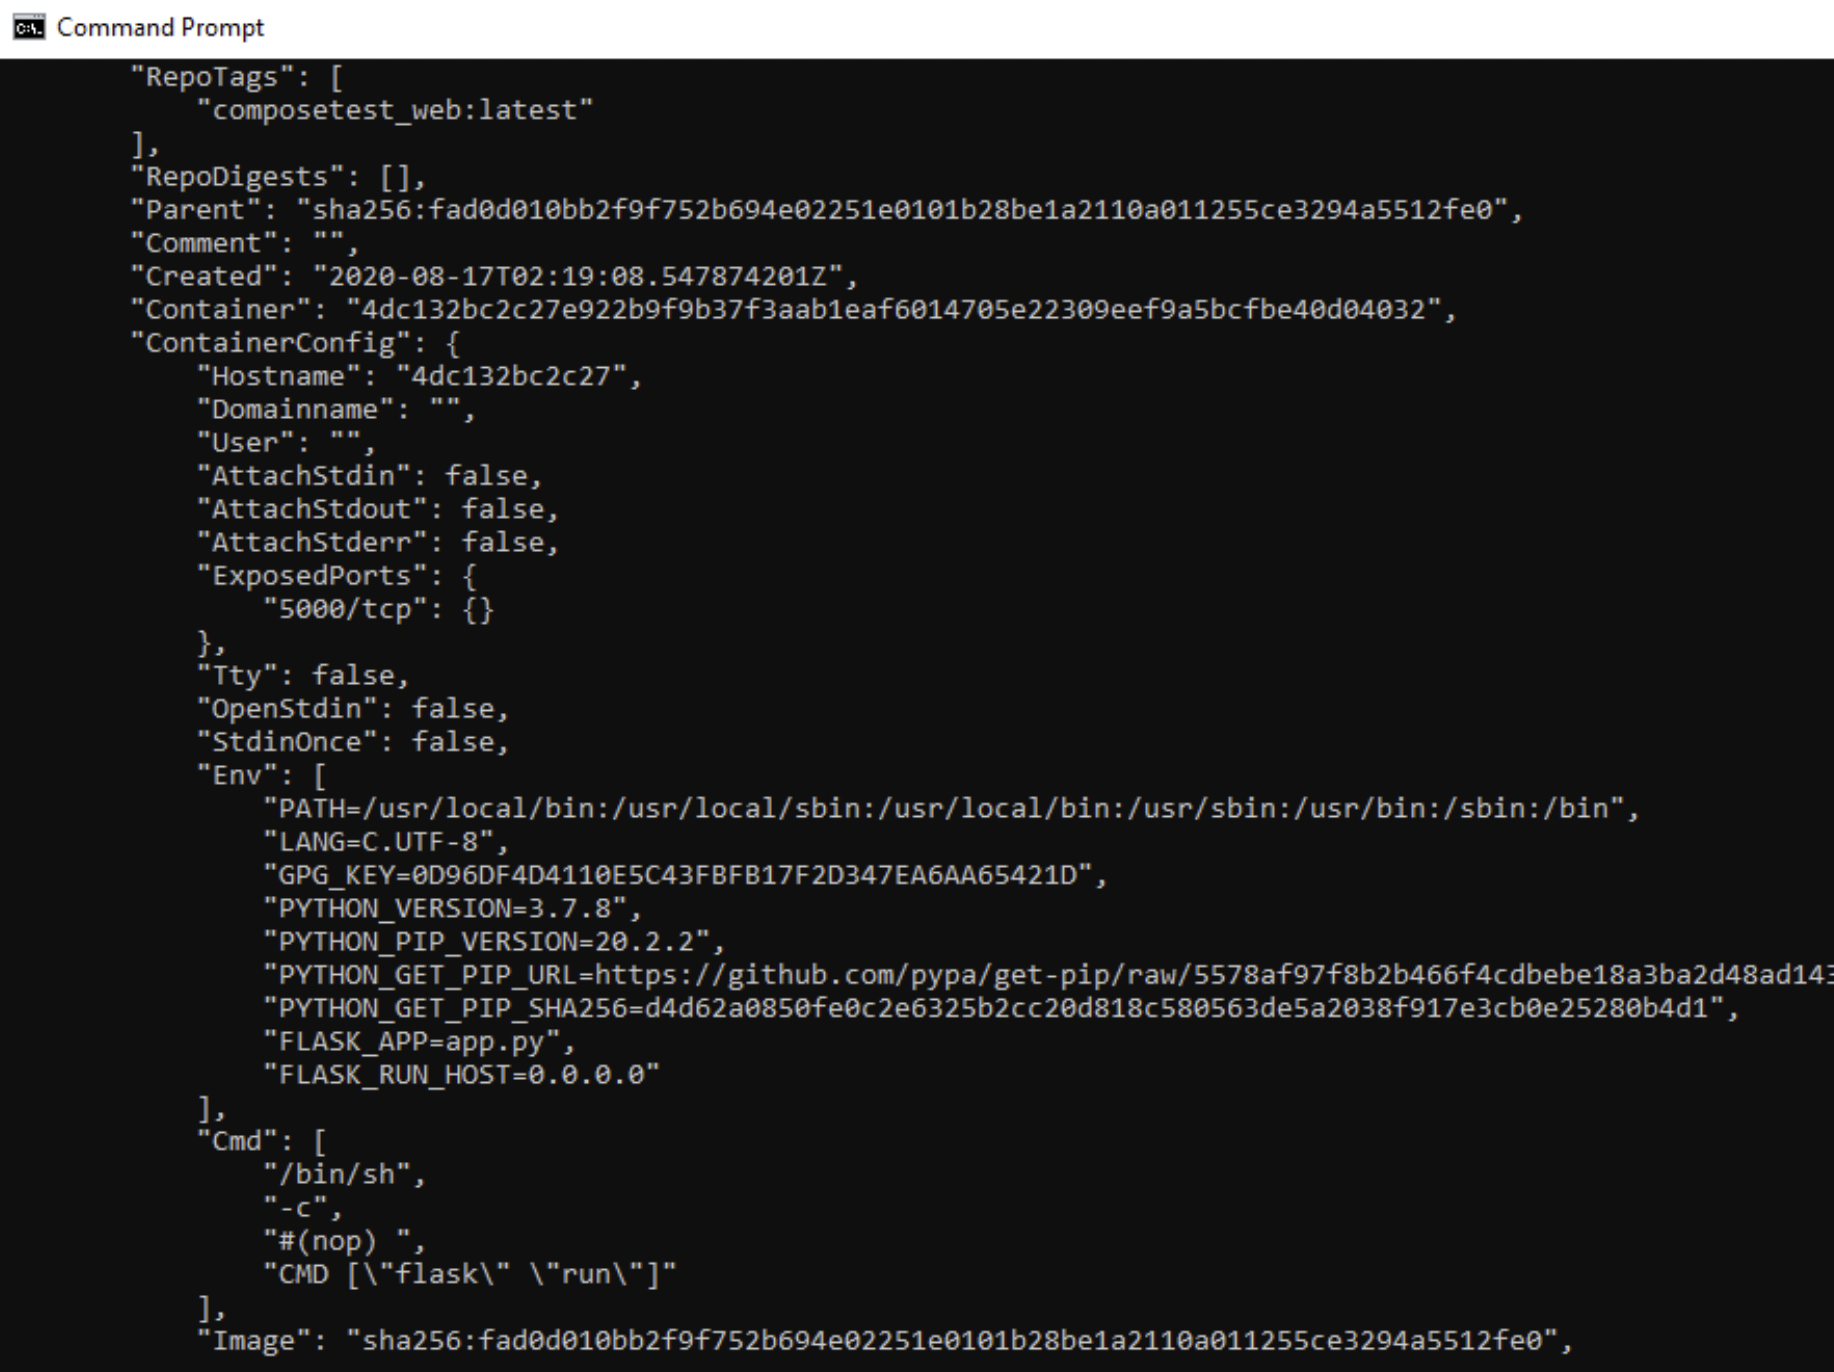 Command Prompt
"RepoTags": [
"composetest_web:latest"
],
"RepoDigests": [],
"Parent": "sha256:fad0d010bb2f9f752b694e02251e0101b28be1a2110a011255ce3294a5512fe0",
"Comment": "",
"Created": "2020-08-17T02:19:08.547874201Z",
"Container": "4dc132bc2c27e922b9f9b37f3aab1eaf6014705e22309eef9a5bcfbe40d04032",
"ContainerConfig": {
"Hostname": "4dc132bc2c27",
"Domainname": "",
"User": "",
"AttachStdin": false,
"AttachStdout": false,
"AttachStderr": false,
"ExposedPorts": {
"5000/tcp": {}
},
"Tty": false,
"OpenStdin": false,
"StdinOnce": false,
"Env": [
"PATH=/usr/local/bin:/usr/local/sbin:/usr/local/bin:/usr/sbin:/usr/bin:/sbin:/bin",
"LANG=C.UTF-8",
"GPG_KEY=0D96DF4D4110E5C43FBFB17F2D347EA6AA65421D",
"PYTHON_VERSION=3.7.8",
"PYTHON_PIP_VERSION=20.2.2",
"PYTHON_GET_PIP_URL=https://github.com/pypa/get-pip/raw/5578af97f8b2b466f4cdbebe18a3ba2d48ad143
"PYTHON_GET_PIP_SHA256=d4d62a0850fe0c2e6325b2cc20d818c580563de5a2038f917e3cb0e25280b4d1",
"FLASK_APP=app.py",
"FLASK_RUN_HOST=0.0.0.0"
],
"Cmd": [
"/bin/sh",
"-c",
"#(nop) ",
"CMD [\"flask\" \"run\"]"
],
"Image": "sha256:fad0d010bb2f9f752b694e02251e0101b28be1a2110a011255ce3294a5512fe0",